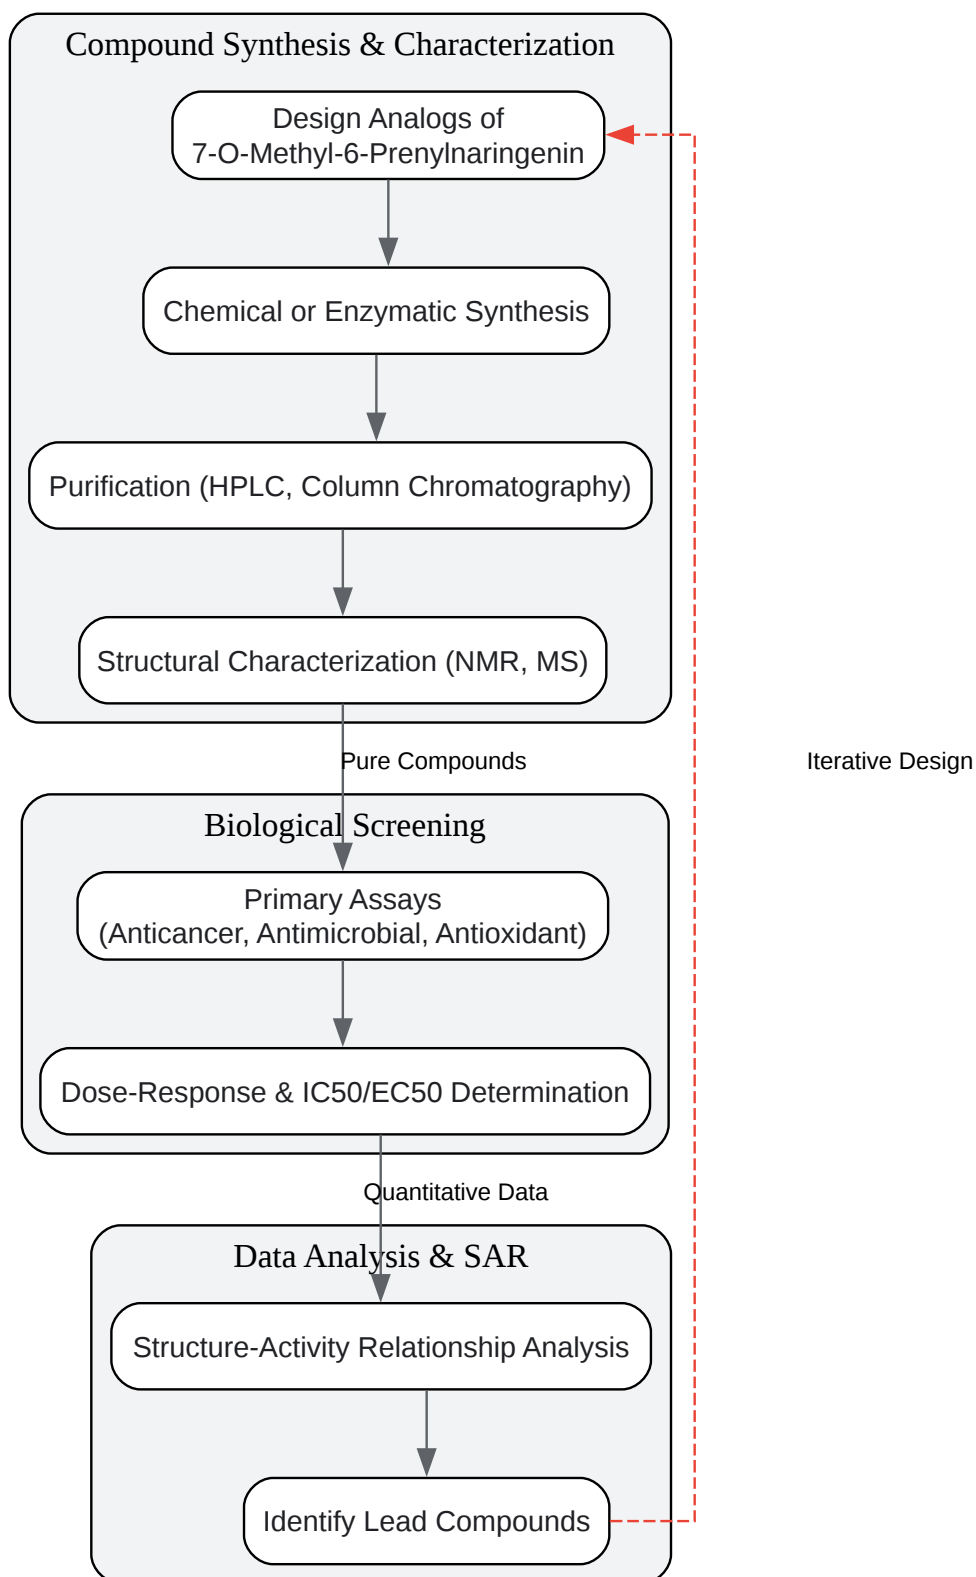 Compound Synthesis & Characterization
Design Analogs of
7-O-Methyl-6-Prenylnaringenin
Chemical or Enzymatic Synthesis
Purification (HPLC, Column Chromatography)
Structural Characterization (NMR, MS)
Pure Compounds
Iterative Design
Biological Screening
Primary Assays
(Anticancer, Antimicrobial, Antioxidant)
Dose-Response & IC50/EC50 Determination
Quantitative Data
Data Analysis & SAR
Structure-Activity Relationship Analysis
Identify Lead Compounds